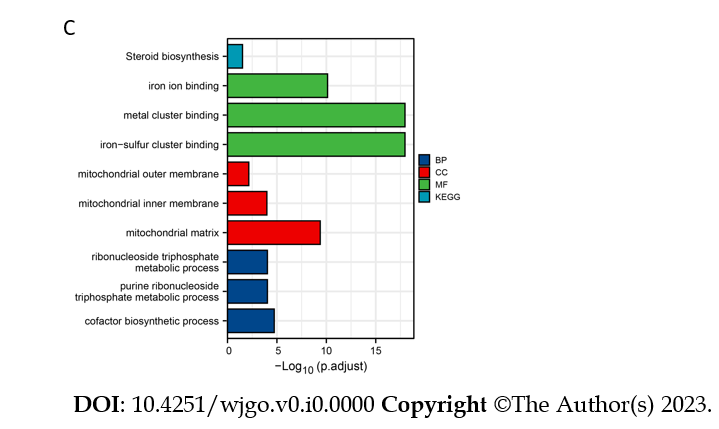 C
Steroid biosynthesis
iron ion binding
metal cluster binding
iron−sulfur cluster binding
mitochondrial outer membrane
mitochondrial inner membrane
mitochondrial matrix
ribonucleoside triphosphate
metabolic process
purine ribonucleoside
triphosphate metabolic process
cofactor biosynthetic process
0 5 10 15
−Log10 (p.adjust)
BP
CC
MF
KEGG
DOI: 10.4251/wjgo.v0.i0.0000 Copyright ©The Author(s) 2023.